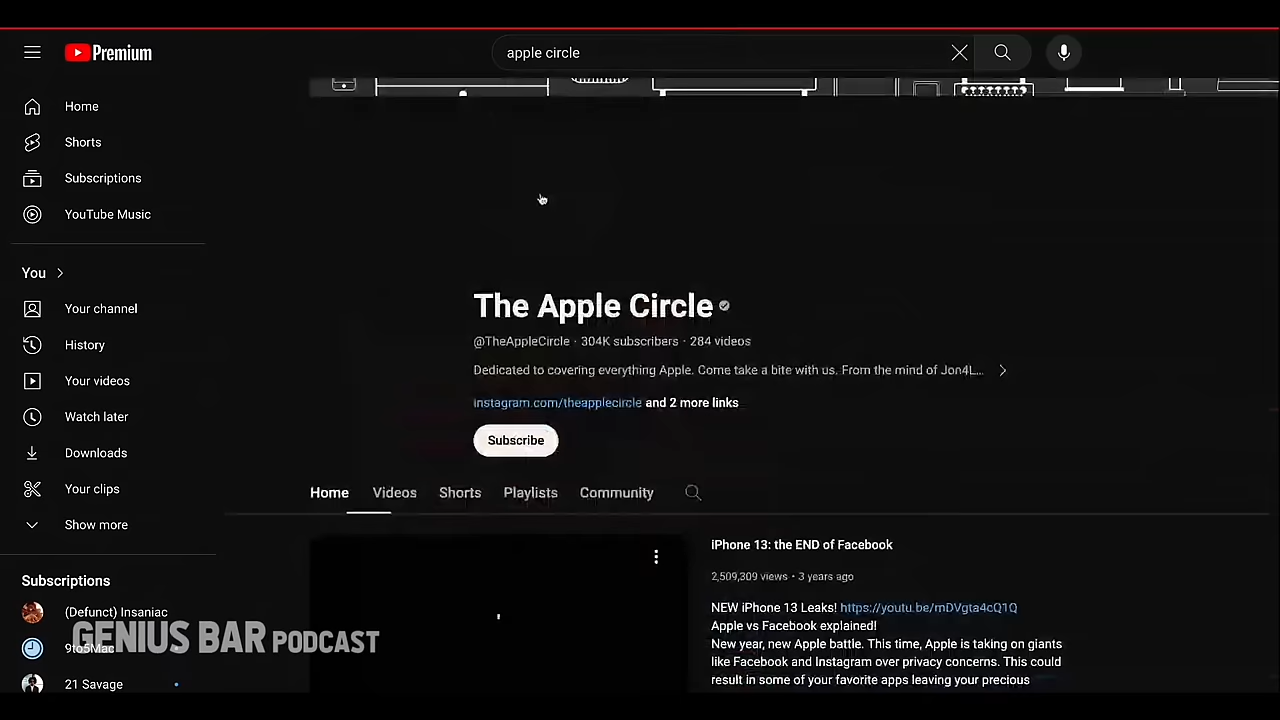 Premium
apple circle
Home
Shorts
Subscriptions
YouTube Music
You
Your channel
History
Your videos
Watch later
Downloads
Your clips
Show more
Subscriptions
(Defunct) Insaniac
9to5Mac
21 Savage
GENIUS BAR PODCAST
The Apple Circle
@TheAppleCircle · 304K subscribers · 284 videos
Dedicated to covering everything Apple. Come take a bite with us. From the mind of Jon4L...
instagram.com/theapplecircle and 2 more links
Subscribe
Home Videos Shorts Playlists Community
iPhone 13: the END of Facebook
2,509,309 views • 3 years ago
NEW iPhone 13 Leaks! https://youtu.be/mDVgta4cQ1Q
Apple vs Facebook explained!
New year, new Apple battle. This time, Apple is taking on giants
like Facebook and Instagram over privacy concerns. This could
result in some of your favorite apps leaving your precious